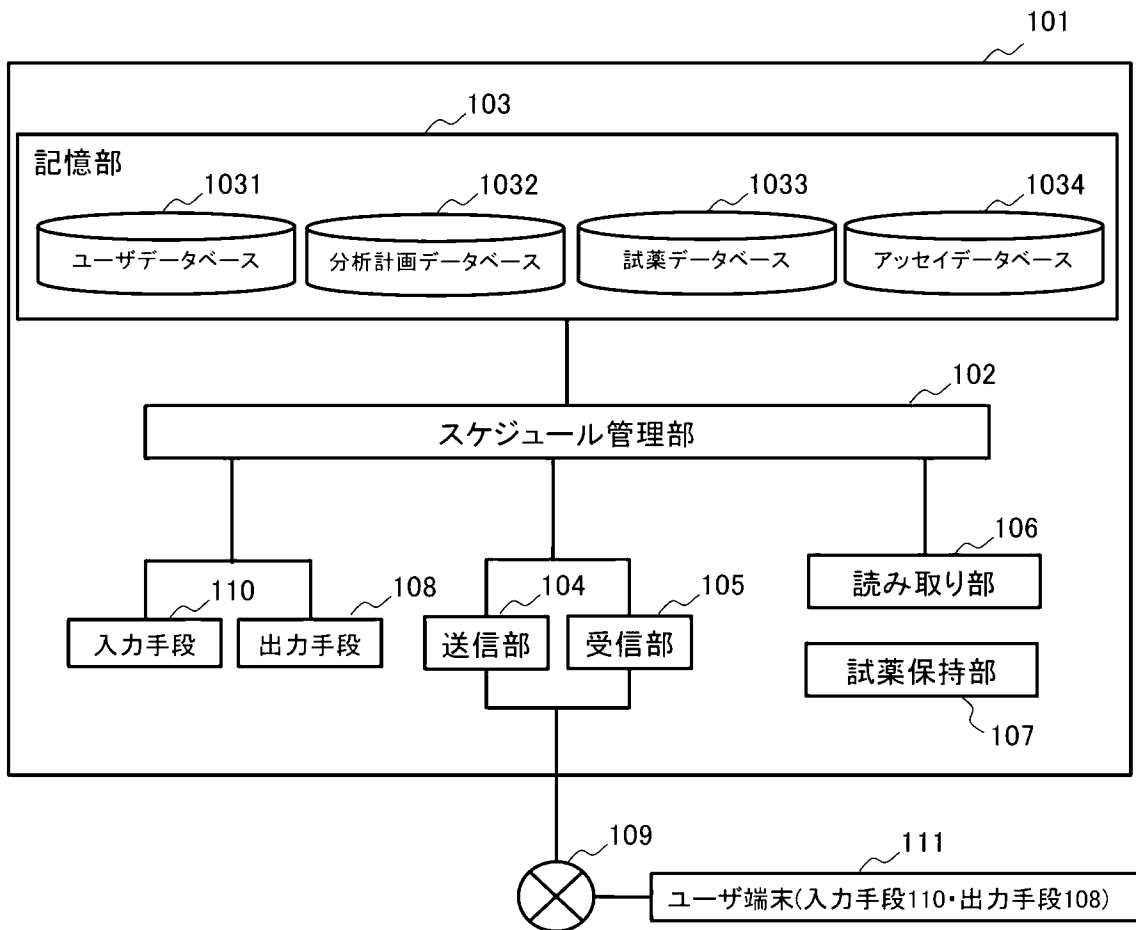 101
103
記憶部
1031
1032
1033
1034
ユーザデータベース
分析計画データベース
試薬データベース
アッセイデータベース
102
スケジュール管理部
106
読み取り部
110
108
104
105
入力手段
出力手段
送信部
受信部
試薬保持部
107
109
111
ユーザ端末(入力手段110・出力手段108)